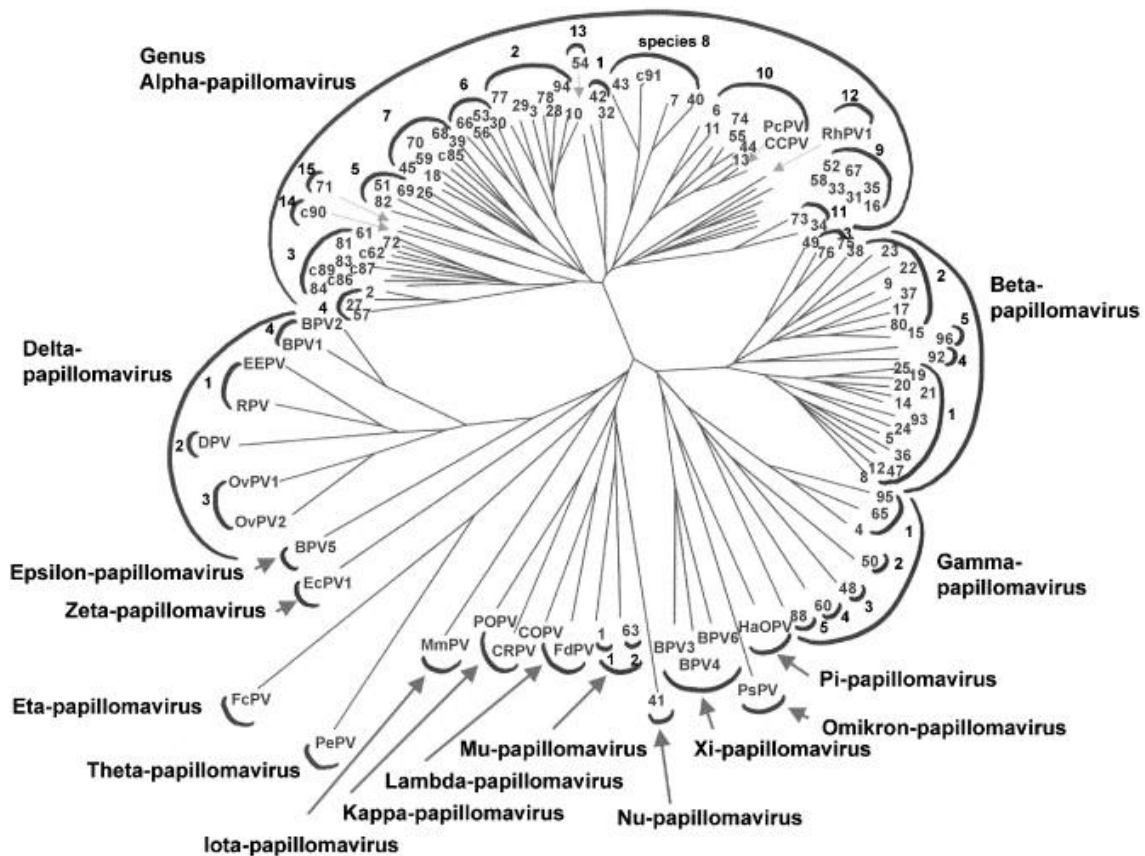 Genus
Alpha-papillomavirus
13
54
2
94
77
78
29
3
28
10
1
42
32
species 8
43
c91
7
40
10
6
74
11
55
44
13
PcPV
CCPV
12
RhPV1
9
52
67
58
33
35
31
16
11
73
34
6
53
66
30
56
7
68
39
70
c85
59
45
18
5
51
69
26
82
15
71
14
c90
3
61
81
72
c62
83
c87
c89
c86
84
4
2
27
57
3
49
75
76
38
Beta-
papillomavirus
2
23
22
9
37
17
80
15
5
96
4
92
1
25
19
20
21
14
93
24
5
36
12
47
8
Delta-
papillomavirus
4
BPV2
BPV1
1
EEPV
RPV
2
DPV
3
OvPV1
OvPV2
Gamma-
papillomavirus
95
65
4
1
50
2
48
3
60
4
88
5
BPV5
Epsilon-papillomavirus
EcPV1
Zeta-papillomavirus
FcPV
Eta-papillomavirus
PePV
Theta-papillomavirus
MmPV
Iota-papillomavirus
POPV
CRPV
Kappa-papillomavirus
COPV
FdPV
Lambda-papillomavirus
1
63
1
2
Mu-papillomavirus
41
Nu-papillomavirus
BPV3
BPV6
BPV4
Xi-papillomavirus
PsPV
Omikron-papillomavirus
HaOPV
Pi-papillomavirus